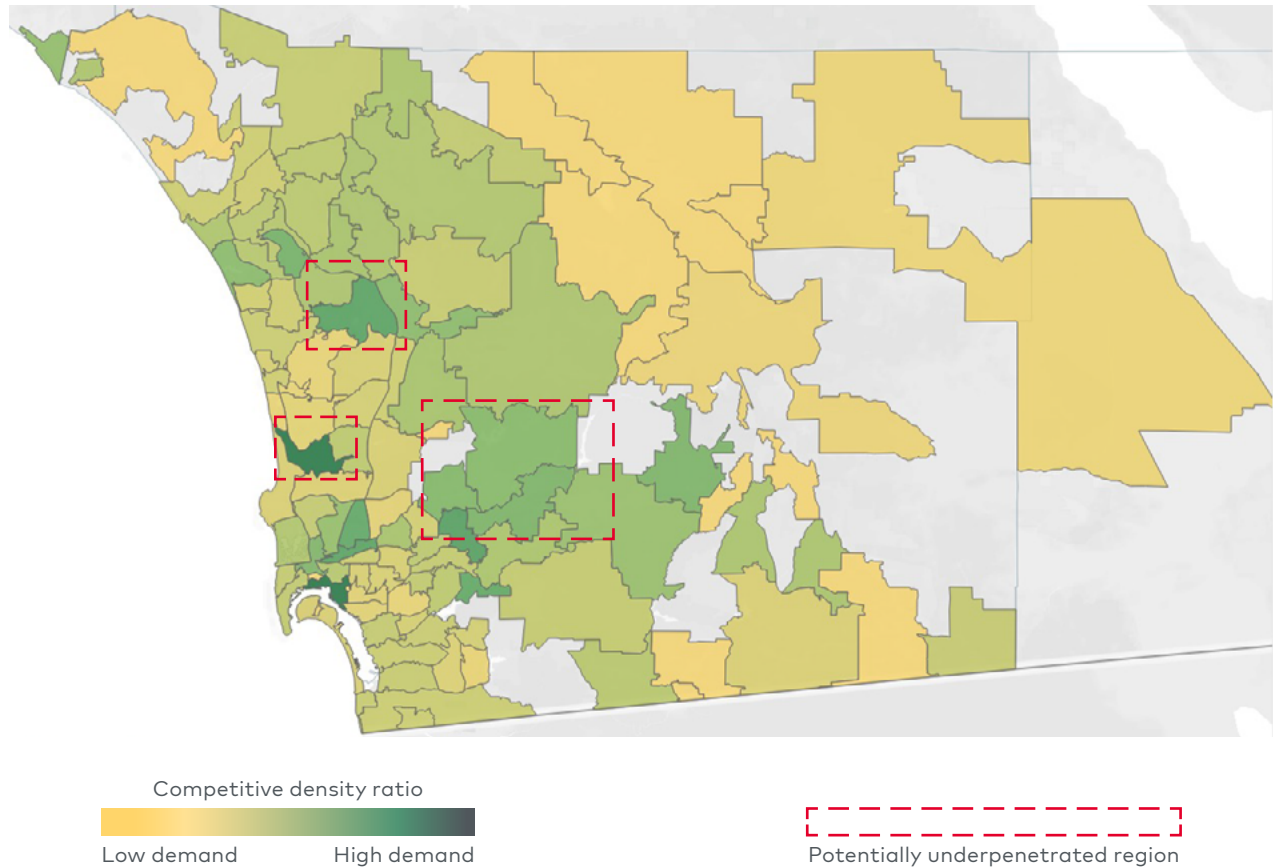 Competitive density ratio
Low demand
High demand
Potentially underpenetrated region